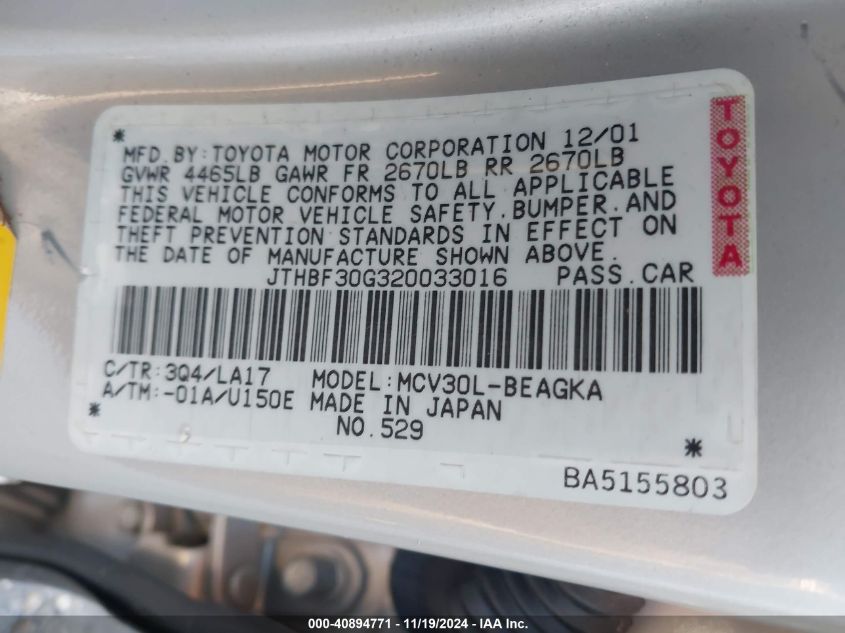 MFD.BY:TOYOTA MOTOR CORPORATION 12/01
GVWR 4465LB GAWR FR 2670LB RR 2670LB
THIS VEHICLE CONFORMS TO ALL APPLICABLE
FEDERAL MOTOR VEHICLE SAFETY,BUMPER,AND
THEFT PREVENTION STANDARDS IN EFFECT ON
THE DATE OF MANUFACTURE SHOWN ABOVE.
JTHBF30G320033016 PASS.CAR
TOYOTA
C/TR:3Q4/LA17 MODEL:MCV30L-BEAGKA
A/TM:-01A/U150E MADE IN JAPAN
NO.529
BA5155803
000-40894771 | 11/19/2024 - IAA Inc.